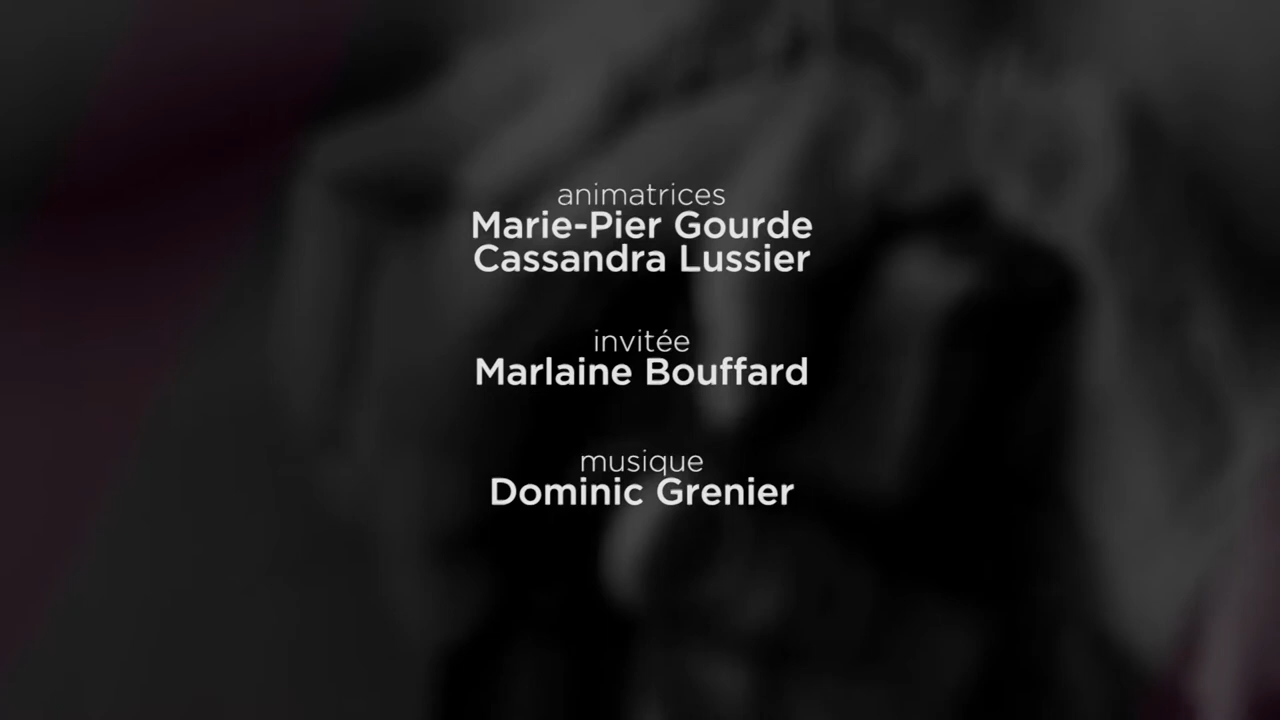 animatrices
Marie-Pier Gourde
Cassandra Lussier
invitée
Marlaine Bouffard
musique
Dominic Grenier